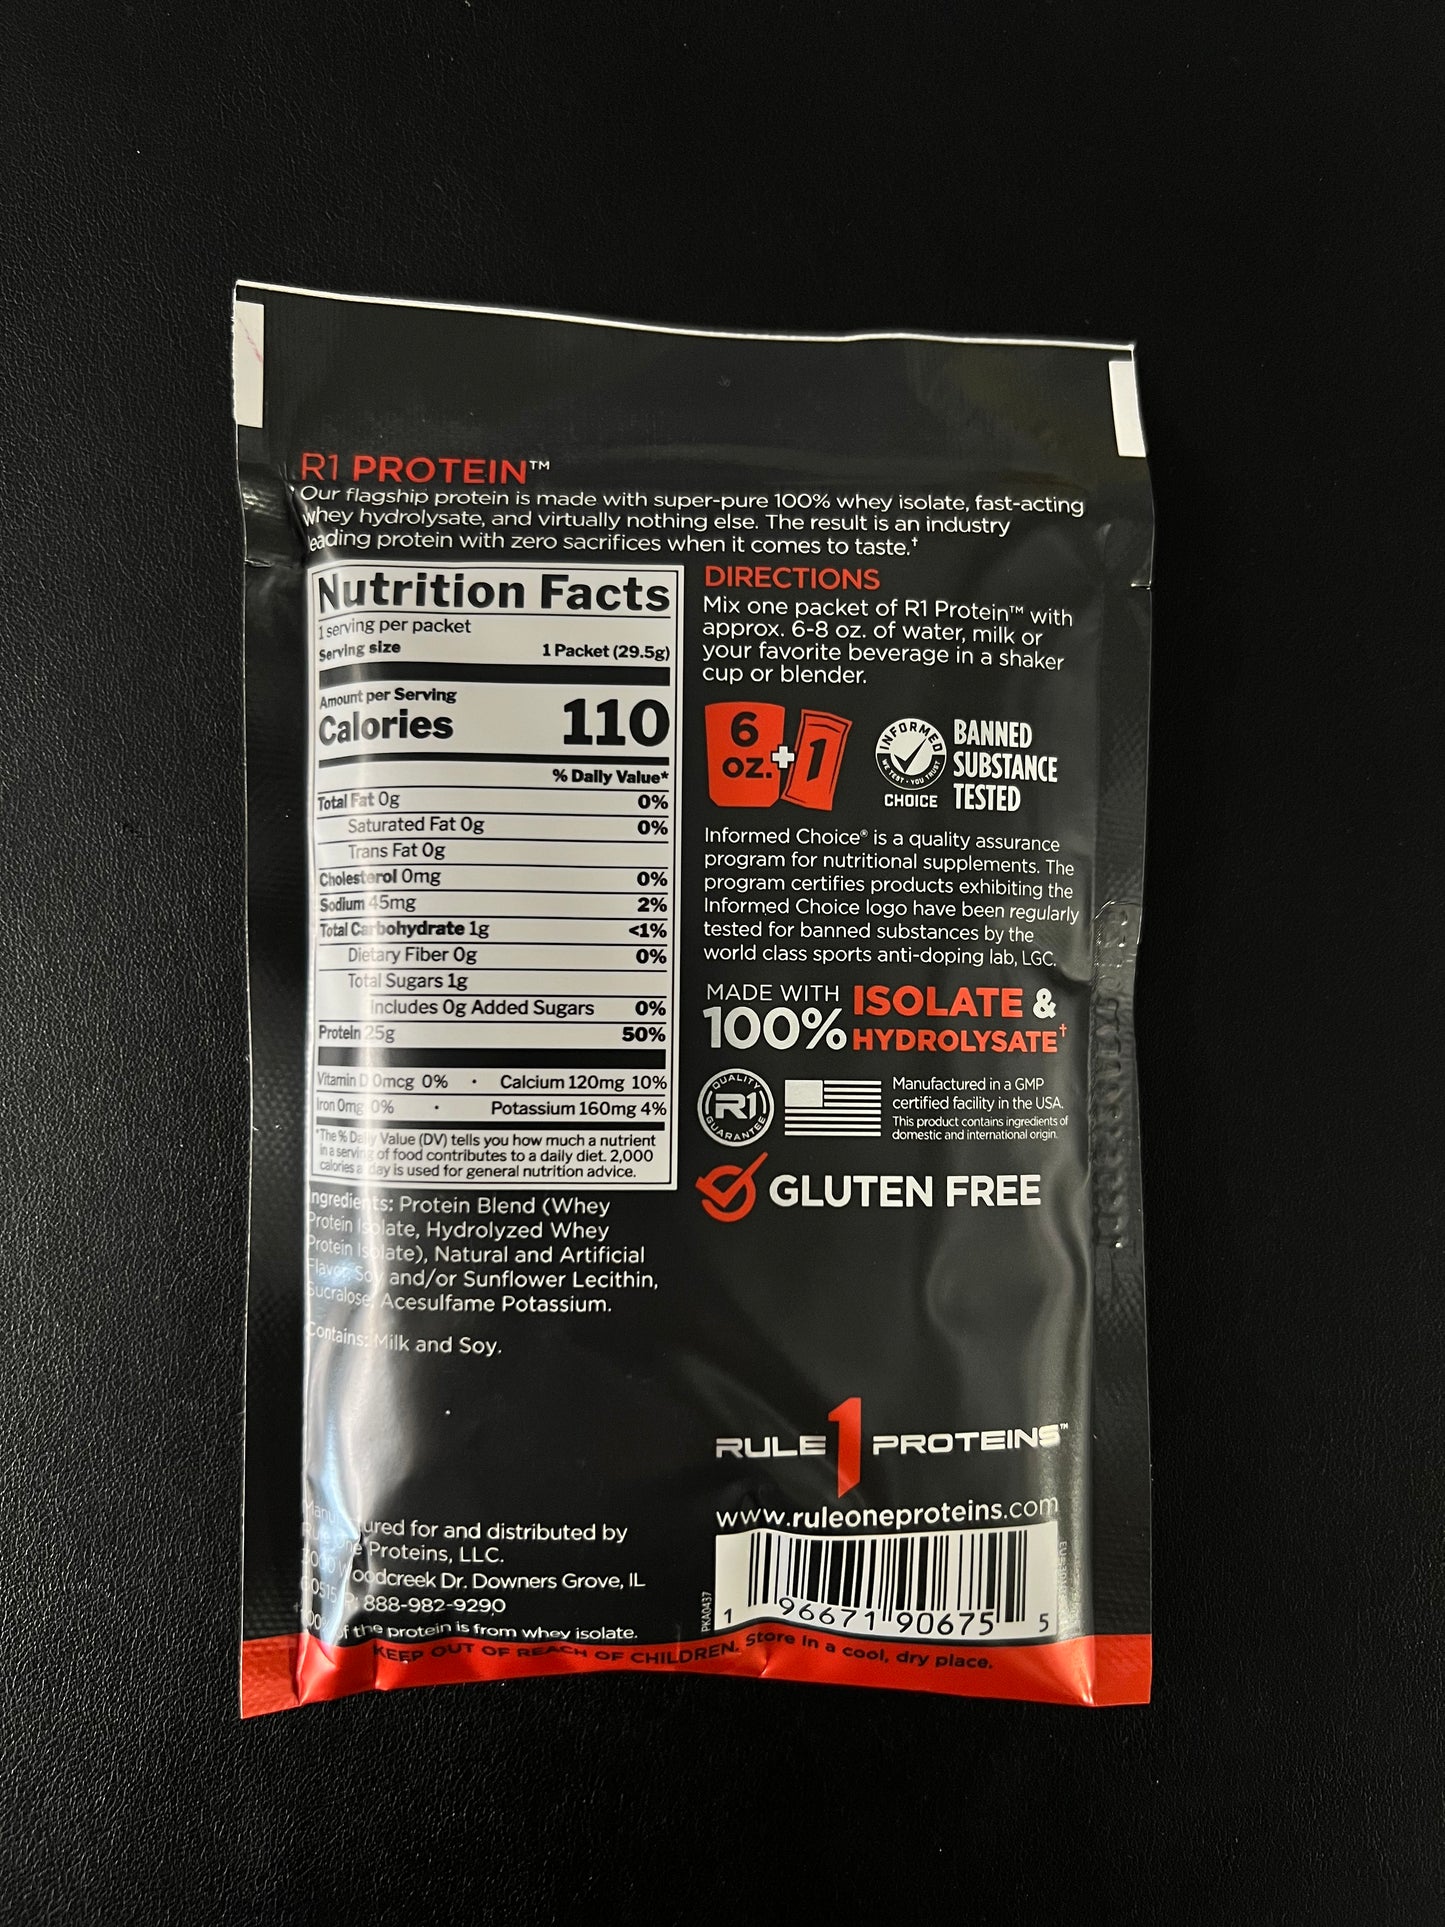 R1 PROTEIN™
Our flagship protein is made with super-pure 100% whey isolate, fast-acting
whey hydrolysate, and virtually nothing else. The result is an industry
leading protein with zero sacrifices when it comes to taste.†
Nutrition Facts
1 serving per packet
Serving size 1 Packet (29.5g)
Amount per Serving
Calories 110
% Daily Value*
Total Fat 0g 0%
Saturated Fat 0g 0%
Trans Fat 0g
Cholesterol 0mg 0%
Sodium 45mg 2%
Total Carbohydrate 1g <1%
Dietary Fiber 0g 0%
Total Sugars 1g
Includes 0g Added Sugars 0%
Protein 25g 50%
Vitamin D 0mcg 0% • Calcium 120mg 10%
Iron 0mg 0% • Potassium 160mg 4%
*The % Daily Value (DV) tells you how much a nutrient
in a serving of food contributes to a daily diet. 2,000
calories a day is used for general nutrition advice.
Ingredients: Protein Blend (Whey
Protein Isolate, Hydrolyzed Whey
Protein Isolate), Natural and Artificial
Flavor, Soy and/or Sunflower Lecithin,
Sucralose, Acesulfame Potassium.
Contains: Milk and Soy.
Manufactured for and distributed by
Rule One Proteins, LLC.
Woodcreek Dr. Downers Grove, IL
60515 888-982-9290
of the protein is from whey isolate.
DIRECTIONS
Mix one packet of R1 Protein™ with
approx. 6-8 oz. of water, milk or
your favorite beverage in a shaker
cup or blender.
6
OZ. + 1
INFORMED
WE TEST • YOU TRUST
CHOICE
BANNED
SUBSTANCE
TESTED
Informed Choice® is a quality assurance
program for nutritional supplements. The
program certifies products exhibiting the
Informed Choice logo have been regularly
tested for banned substances by the
world class sports anti-doping lab, LGC.
MADE WITH
100%
ISOLATE &
HYDROLYSATE†
QUALITY
R1
GUARANTEE
Manufactured in a GMP
certified facility in the USA.
This product contains ingredients of
domestic and international origin.
GLUTEN FREE
RULE 1 PROTEINS™
www.ruleoneproteins.com
PKA0437
1 96671 90675 5
KEEP OUT OF REACH OF CHILDREN. Store in a cool, dry place.